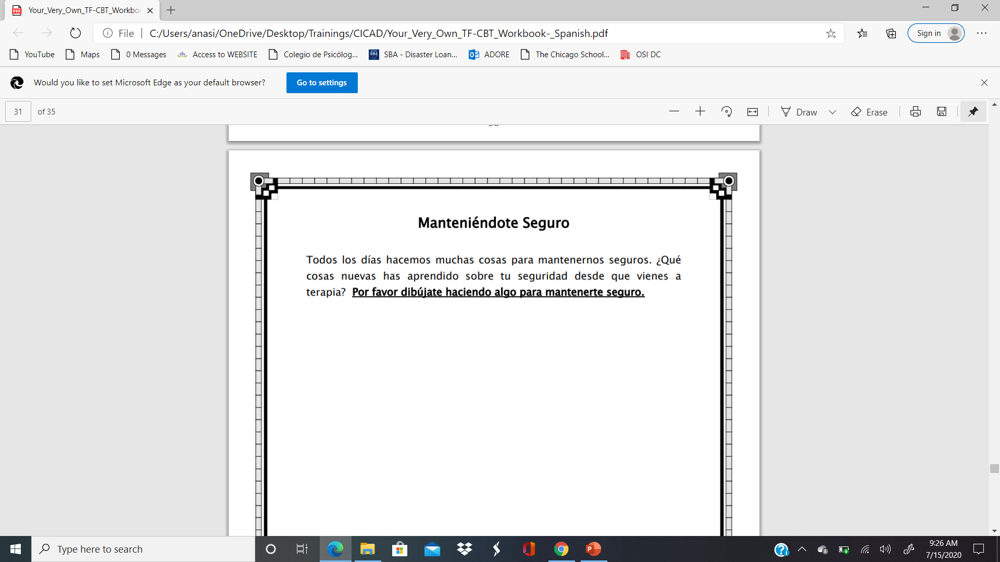 Your_Very_Own_TF-CBT_Workbo
File | C:/Users/anasi/OneDrive/Desktop/Trainings/CICAD/Your_Very_Own_TF-CBT_Workbook-_Spanish.pdf
Sign in
YouTube Maps 0 Messages Access to WEBSITE Colegio de Psicólog... SBA - Disaster Loan... ADORE The Chicago School... OSI DC
Would you like to set Microsoft Edge as your default browser? Go to settings
31 of 35 Draw Erase
Manteniéndote Seguro
Todos los días hacemos muchas cosas para mantenernos seguros. ¿Qué
cosas nuevas has aprendido sobre tu seguridad desde que vienes a
terapia? Por favor dibújate haciendo algo para mantenerte seguro.
Type here to search
9:26 AM
7/15/2020